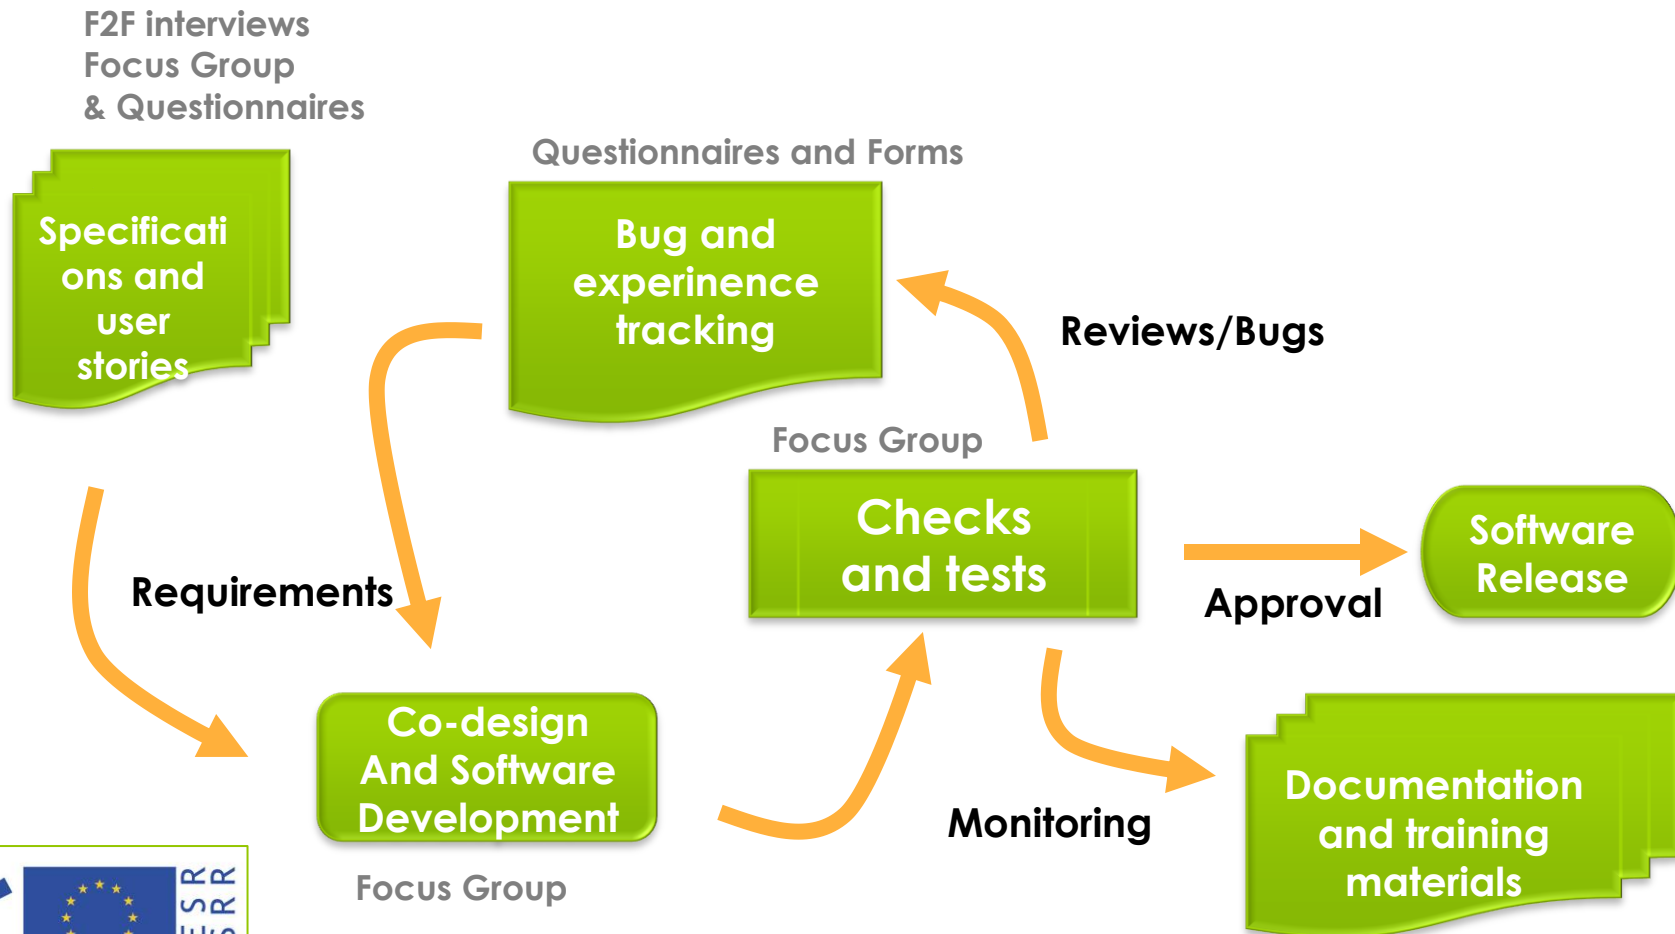 F2F interviews
Focus Group
& Questionnaires
Specificati
ons and
user
stories
Questionnaires and Forms
Bug and
experinence
tracking
Reviews/Bugs
Focus Group
Checks
and tests
Software
Release
Approval
Requirements
Co-design
And Software
Development
Focus Group
Monitoring
Documentation
and training
materials